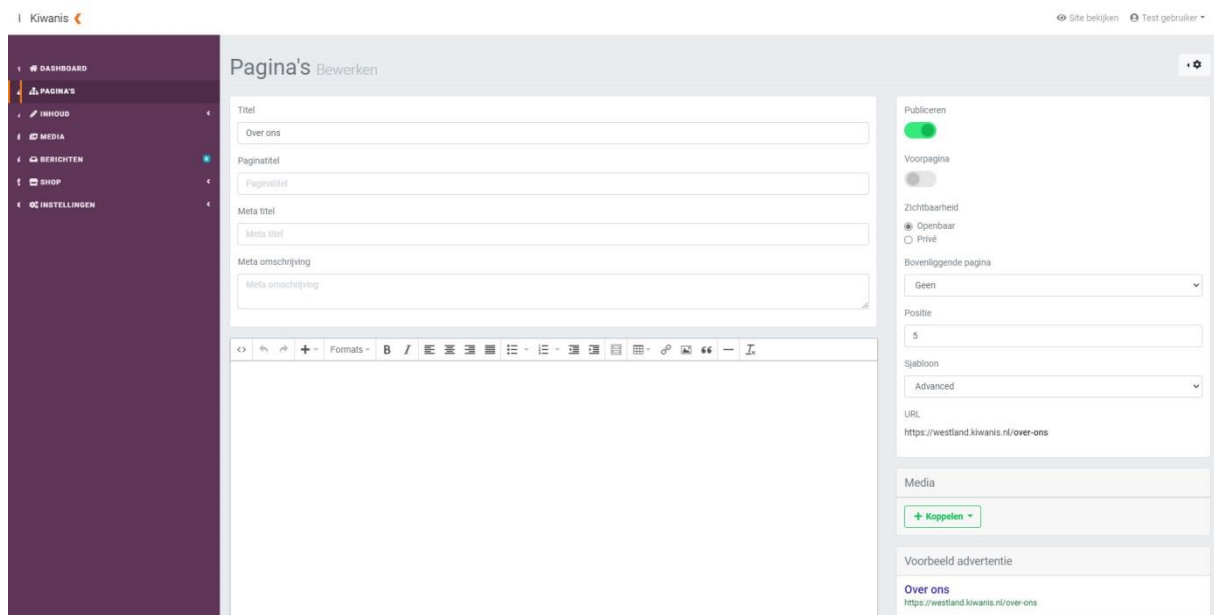 Kiwanis
Site bekijken
Test gebruiker
DASHBOARD
PAGINA'S
INHOUD
MEDIA
BERICHTEN
SHOP
INSTELLINGEN
Pagina's Bewerken
Titel
Over ons
Paginatitel
Paginatitel
Meta titel
Meta titel
Meta omschrijving
Meta omschrijving
Formats
B I
Publiceren
Voorpagina
Zichtbaarheid
Openbaar
Privé
Bovenliggende pagina
Geen
Positie
5
Sjabloon
Advanced
URL
https://westland.kiwanis.nl/over-ons
Media
+ Koppelen
Voorbeeld advertentie
Over ons
https://westland.kiwanis.nl/over-ons